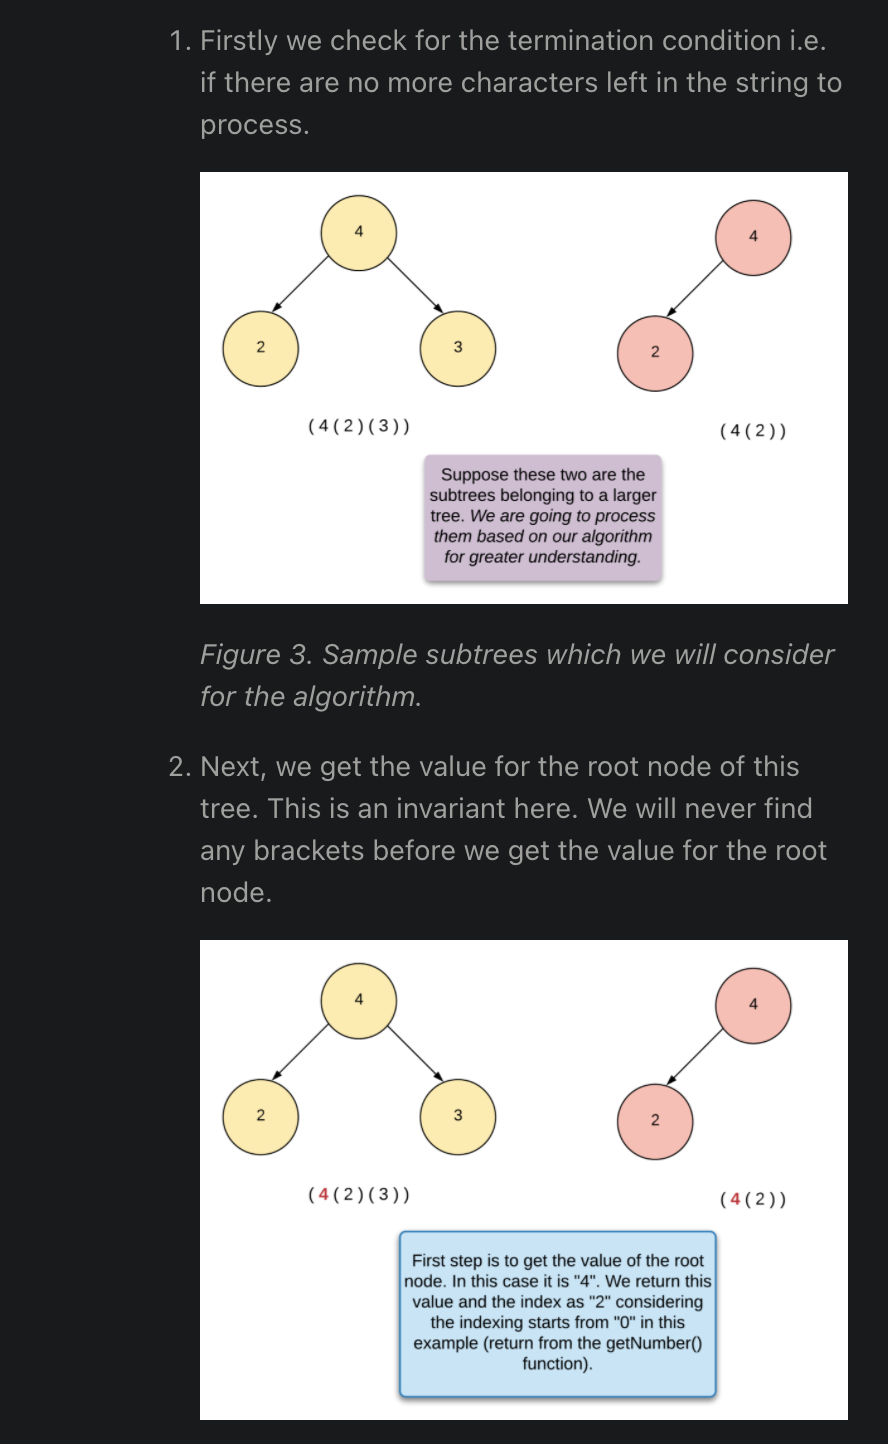 1. Firstly we check for the termination condition i.e.
if there are no more characters left in the string to
process.
4
4
2
3
2
(4(2)(3))
(4(2))
Suppose these two are the
subtrees belonging to a larger
tree. We are going to process
them based on our algorithm
for greater understanding.
Figure 3. Sample subtrees which we will consider
for the algorithm.
2. Next, we get the value for the root node of this
tree. This is an invariant here. We will never find
any brackets before we get the value for the root
node.
4
4
2
3
2
(4(2)(3))
(4(2))
First step is to get the value of the root
node. In this case it is "4". We return this
value and the index as "2" considering
the indexing starts from "0" in this
example (return from the getNumber()
function).